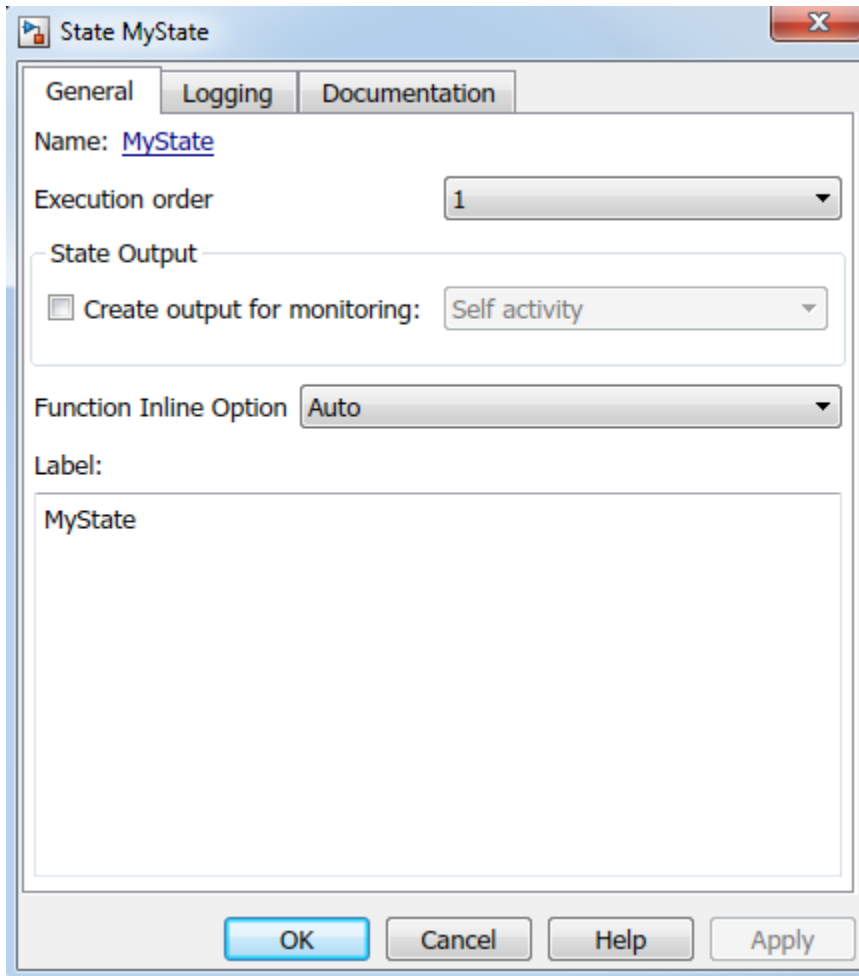 State MyState
General Logging Documentation
Name: MyState
Execution order 1
State Output
Create output for monitoring: Self activity
Function Inline Option Auto
Label:
MyState
OK Cancel Help Apply